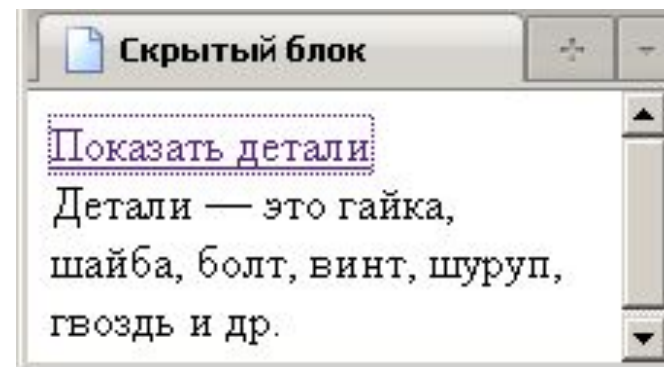 Скрытый блок
Показать детали
Детали — это гайка,
шайба, болт, винт, шуруп,
гвоздь и др.